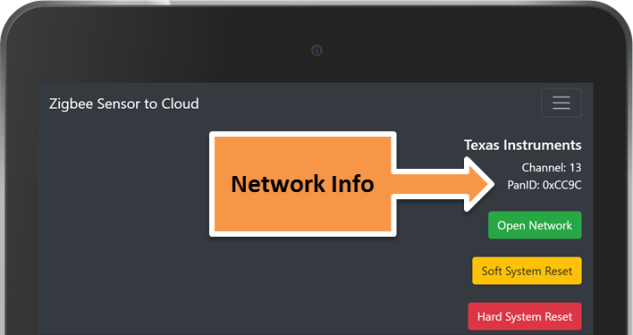 Zigbee Sensor to Cloud
Texas Instruments
Network Info
Channel: 13
PanID: 0xCC9C
Open Network
Soft System Reset
Hard System Reset